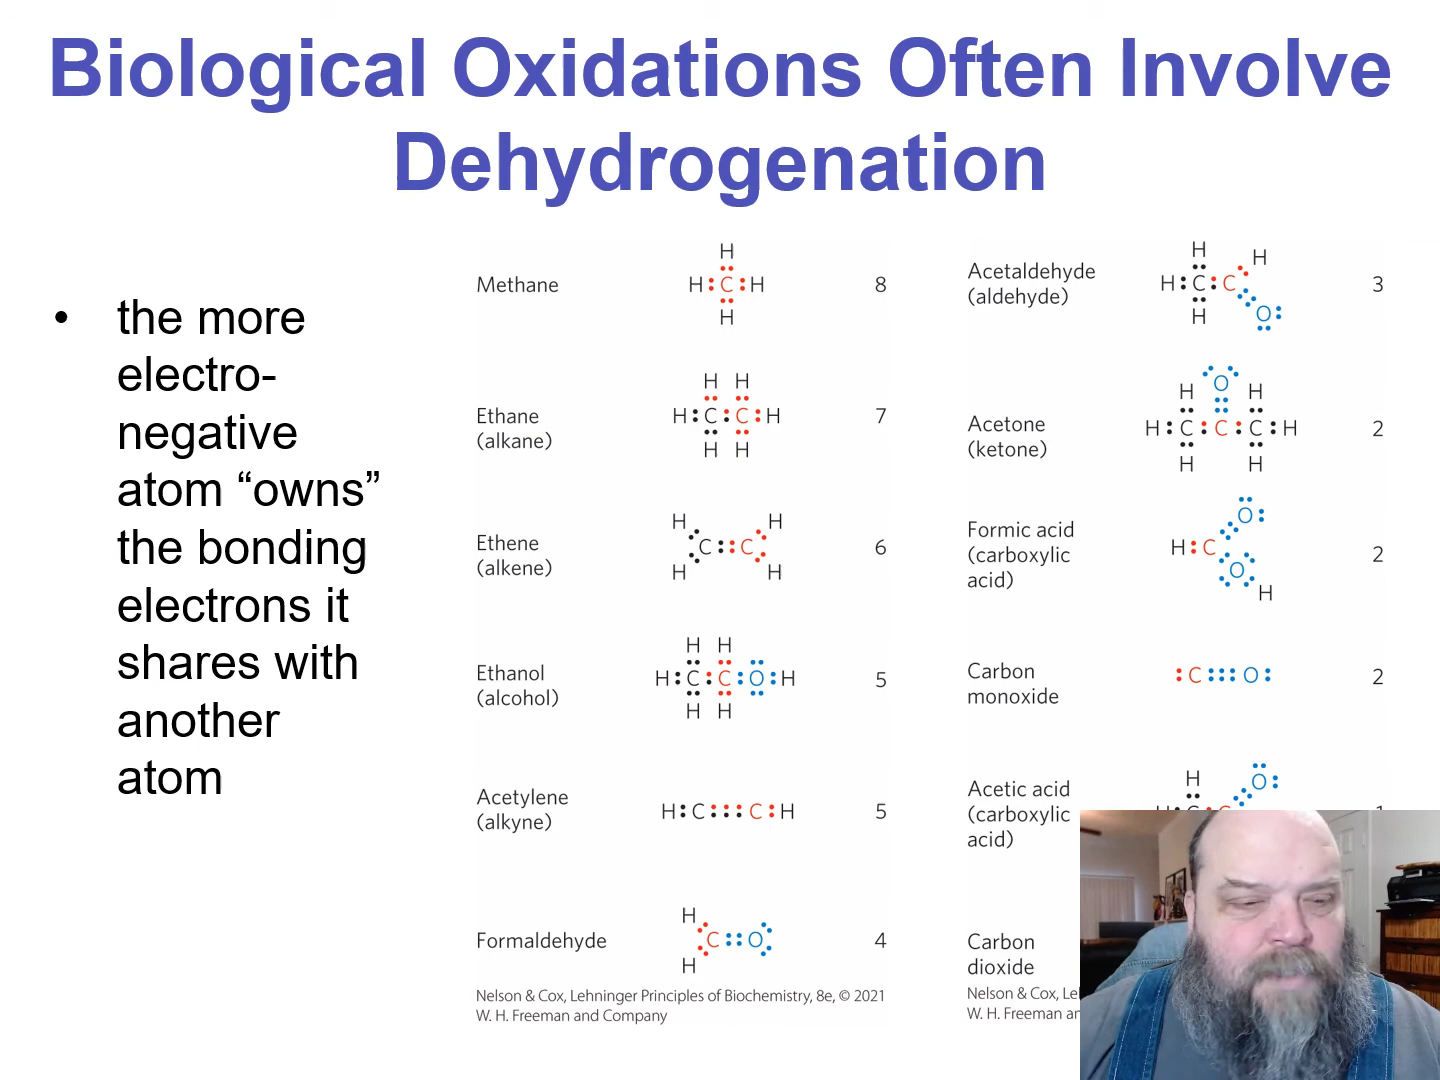 Biological Oxidations Often Involve
Dehydrogenation
• the more
electro-
negative
atom “owns”
the bonding
electrons it
shares with
another
atom
H
Methane H:C:H 8
H
H H
Ethane H:C:C:H 7
(alkane)
H H
H H
Ethene C::C 6
(alkene)
H H
H H
Ethanol H:C:C:O:H 5
(alcohol)
H H
Acetylene H:C:::C:H 5
(alkyne)
H
Formaldehyde C::O 4
H
Nelson & Cox, Lehninger Principles of Biochemistry, 8e, © 2021
W. H. Freeman and Company
H H
Acetaldehyde H:C:C 3
(aldehyde)
H O
O
H H
Acetone H:C:C:C:H 2
(ketone)
H H
O
Formic acid H:C 2
(carboxylic
acid) O
H
Carbon :C:::O: 2
monoxide
H O
Acetic acid
(carboxylic
acid)
Carbon
dioxide
Nelson & Cox,
W. H. Freeman